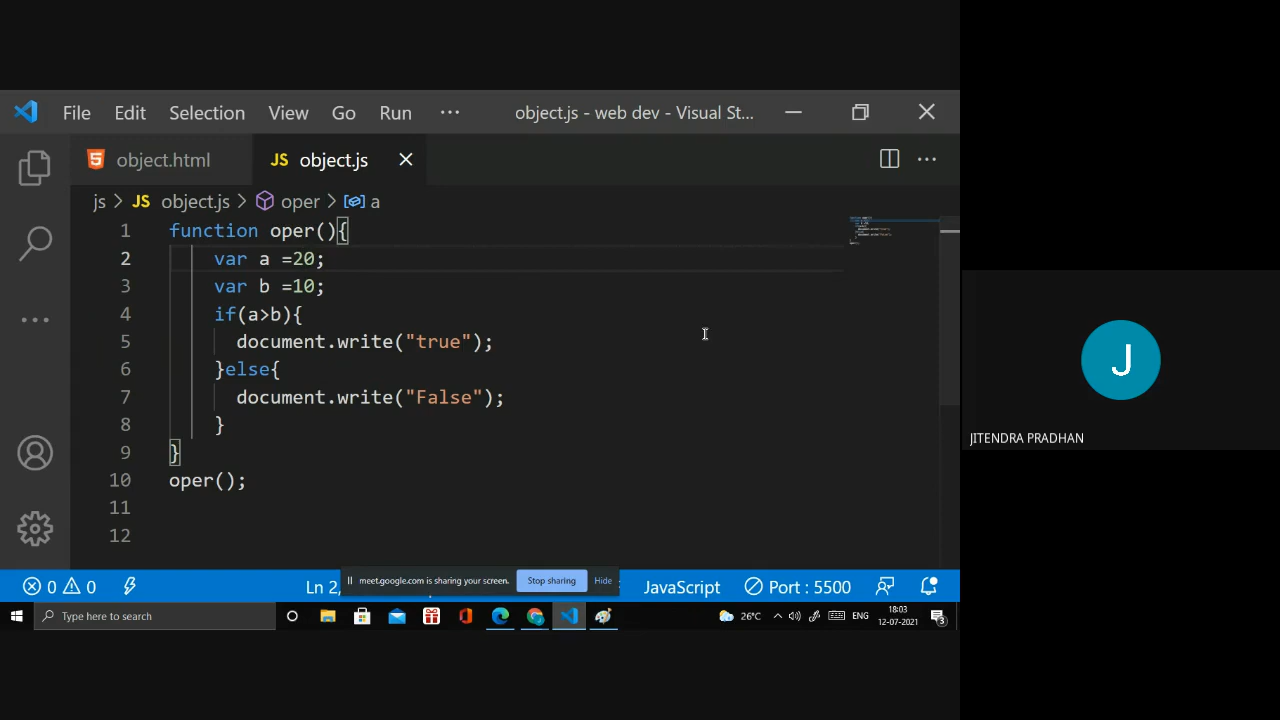 File Edit Selection View Go Run ··· object.js - web dev - Visual St...
object.html JS object.js
js > JS object.js > oper > a
1 function oper(){
2 var a =20;
3 var b =10;
4 if(a>b){
5 document.write("true");
6 }else{
7 document.write("False");
8 }
9 }
10 oper();
11
12
0 0 Ln 2, meet.google.com is sharing your screen. Stop sharing Hide JavaScript Port : 5500
Type here to search 26°C ENG 18:03
12-07-2021 3
J
JITENDRA PRADHAN